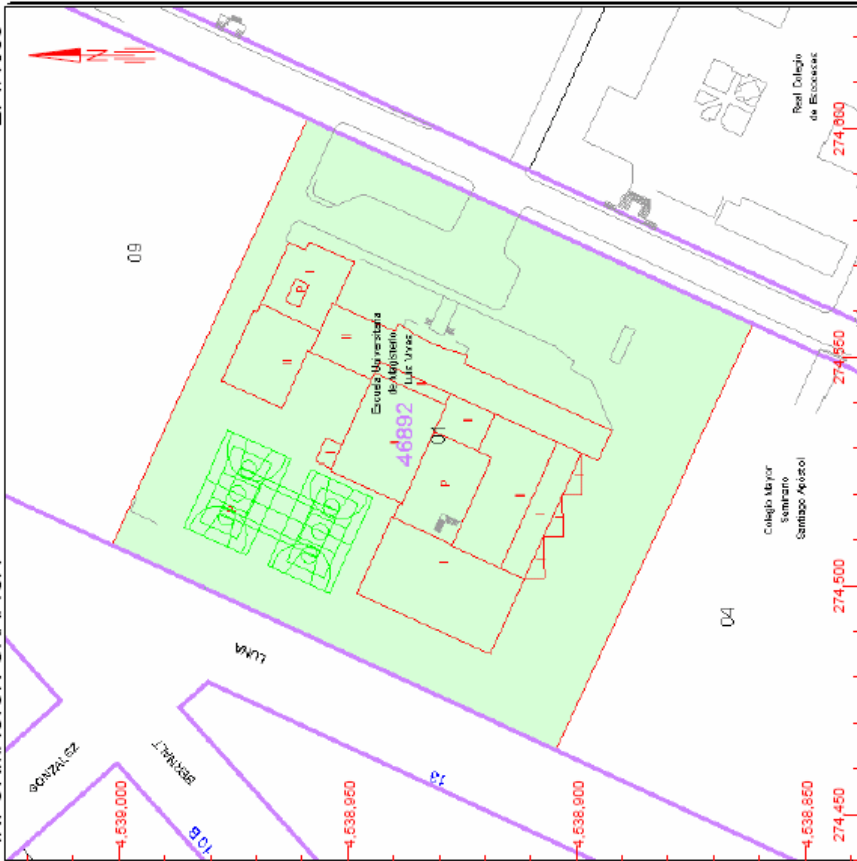 Real Colegio
de Escoceses
09
Escuela Universitaria
de Magisterio
Luis Vives
46892
01
II
II
P
I
V
I
I
I
P
I
I
I
Colegio Mayor
Seminario
Santiago Apóstol
04
LUNA
GONZALEZ
BERNALT
13
10B
4,539,000
4,538,950
4,538,900
4,538,850
274,600
274,550
274,500
274,450